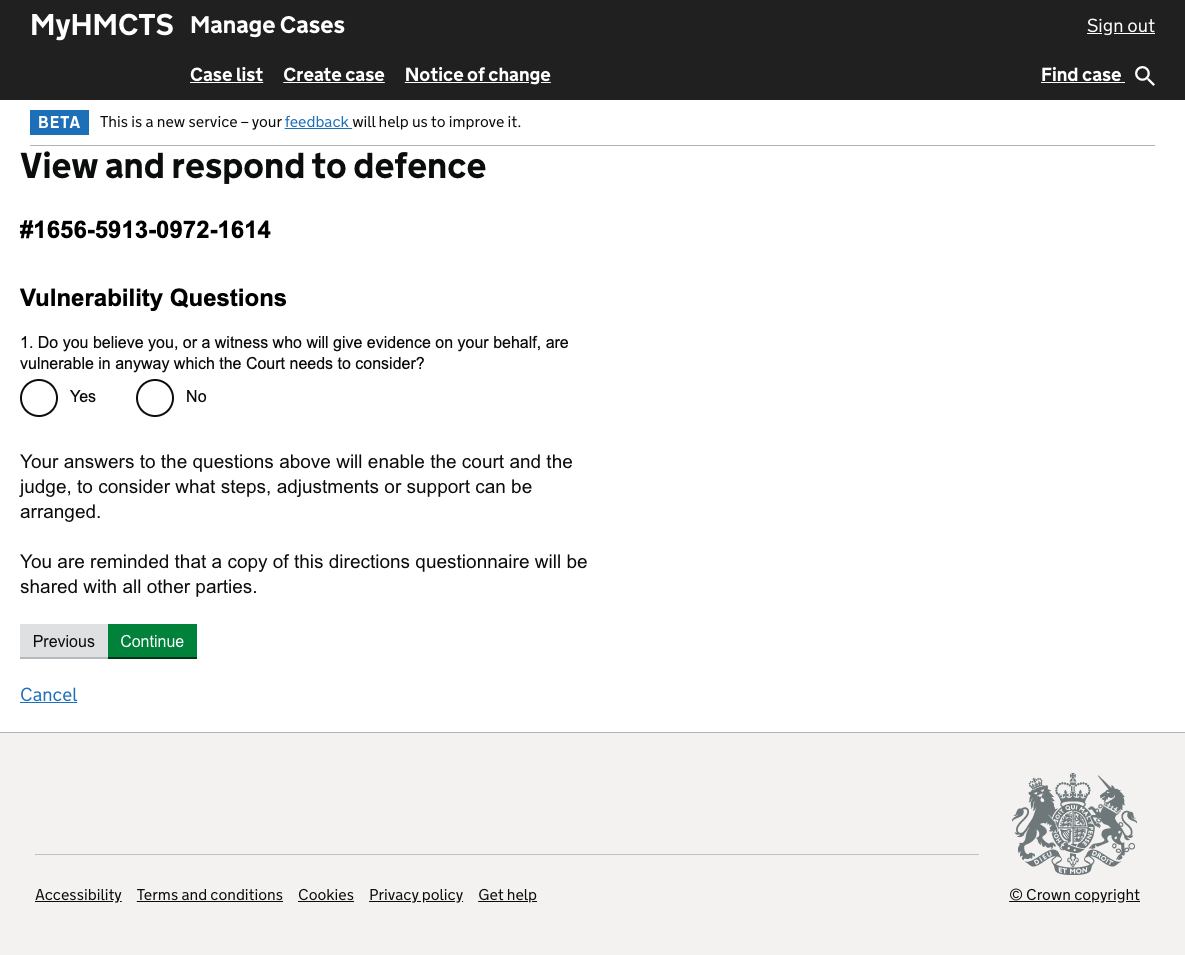 MyHMCTS Manage Cases Sign out
Case list Create case Notice of change Find case
BETA This is a new service – your feedback will help us to improve it.
View and respond to defence
#1656-5913-0972-1614
Vulnerability Questions
1. Do you believe you, or a witness who will give evidence on your behalf, are
vulnerable in anyway which the Court needs to consider?
Yes No
Your answers to the questions above will enable the court and the
judge, to consider what steps, adjustments or support can be
arranged.
You are reminded that a copy of this directions questionnaire will be
shared with all other parties.
Previous Continue
Cancel
DIEU ET MON DROIT
Accessibility Terms and conditions Cookies Privacy policy Get help © Crown copyright